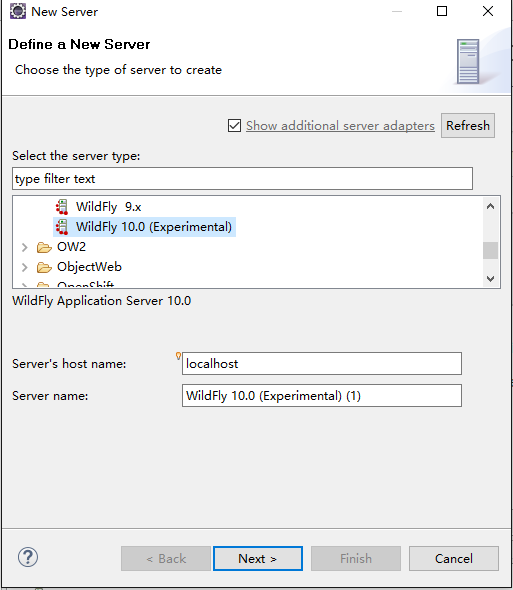 New Server
Define a New Server
Choose the type of server to create
Show additional server adapters
Refresh
Select the server type:
type filter text
WildFly 9.x
WildFly 10.0 (Experimental)
OW2
ObjectWeb
OpenShift
WildFly Application Server 10.0
Server's host name:
localhost
Server name:
WildFly 10.0 (Experimental) (1)
?
< Back
Next >
Finish
Cancel